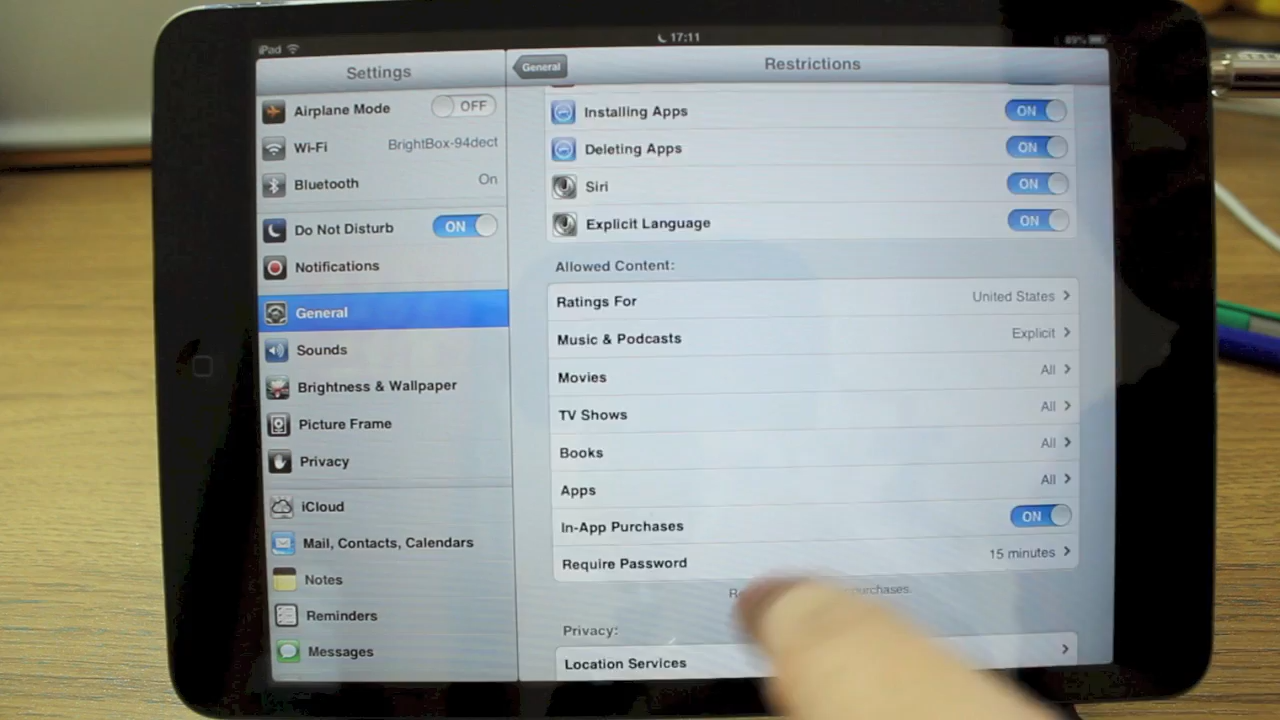 iPad 17:11 89%
Settings
Airplane Mode OFF
Wi-Fi BrightBox-94dect
Bluetooth On
Do Not Disturb ON
Notifications
General
Sounds
Brightness & Wallpaper
Picture Frame
Privacy
iCloud
Mail, Contacts, Calendars
Notes
Reminders
Messages
General Restrictions
Installing Apps ON
Deleting Apps ON
Siri ON
Explicit Language ON
Allowed Content:
Ratings For United States
Music & Podcasts Explicit
Movies All
TV Shows All
Books All
Apps All
In-App Purchases ON
Require Password 15 minutes
purchases.
Privacy:
Location Services